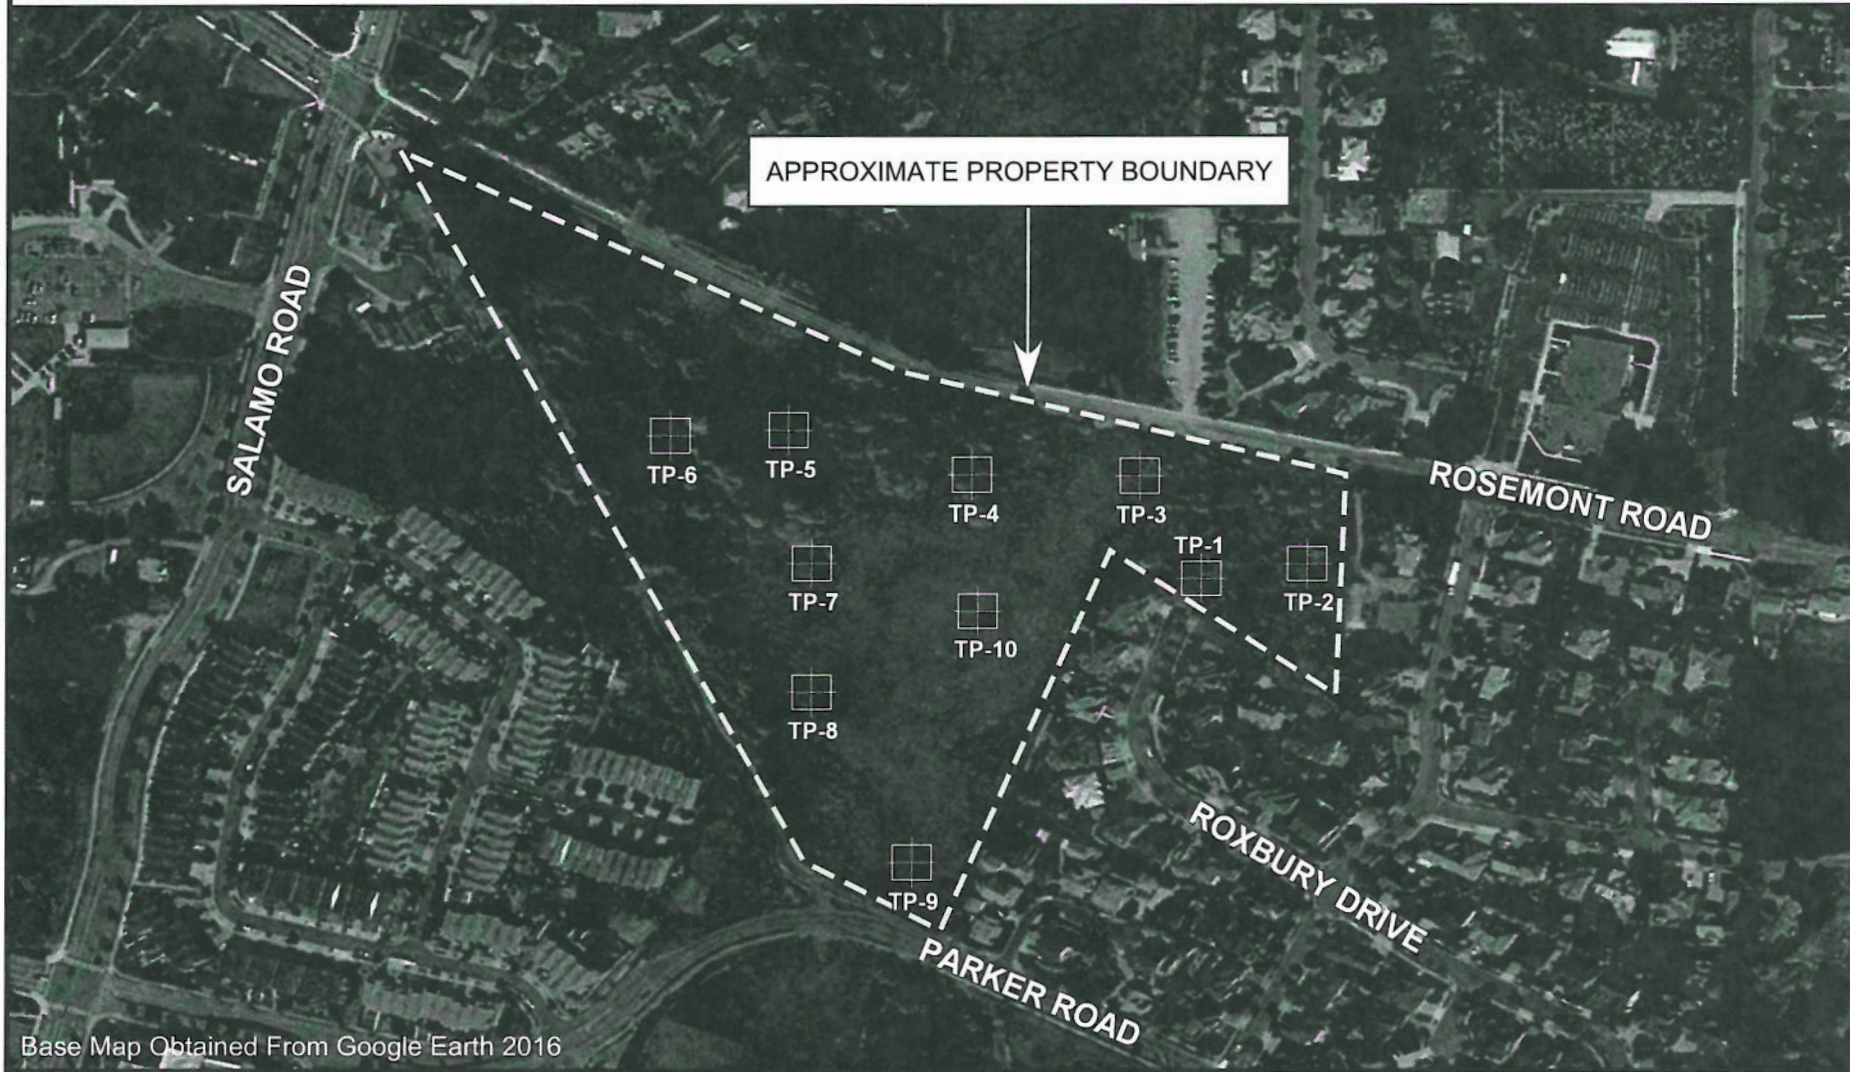 APPROXIMATE PROPERTY BOUNDARY
SALAMO ROAD
TP-6
TP-5
TP-4
TP-3
ROSEMONT ROAD
TP-1
TP-2
TP-7
TP-10
TP-8
ROXBURY DRIVE
TP-9
PARKER ROAD
Base Map Obtained From Google Earth 2016